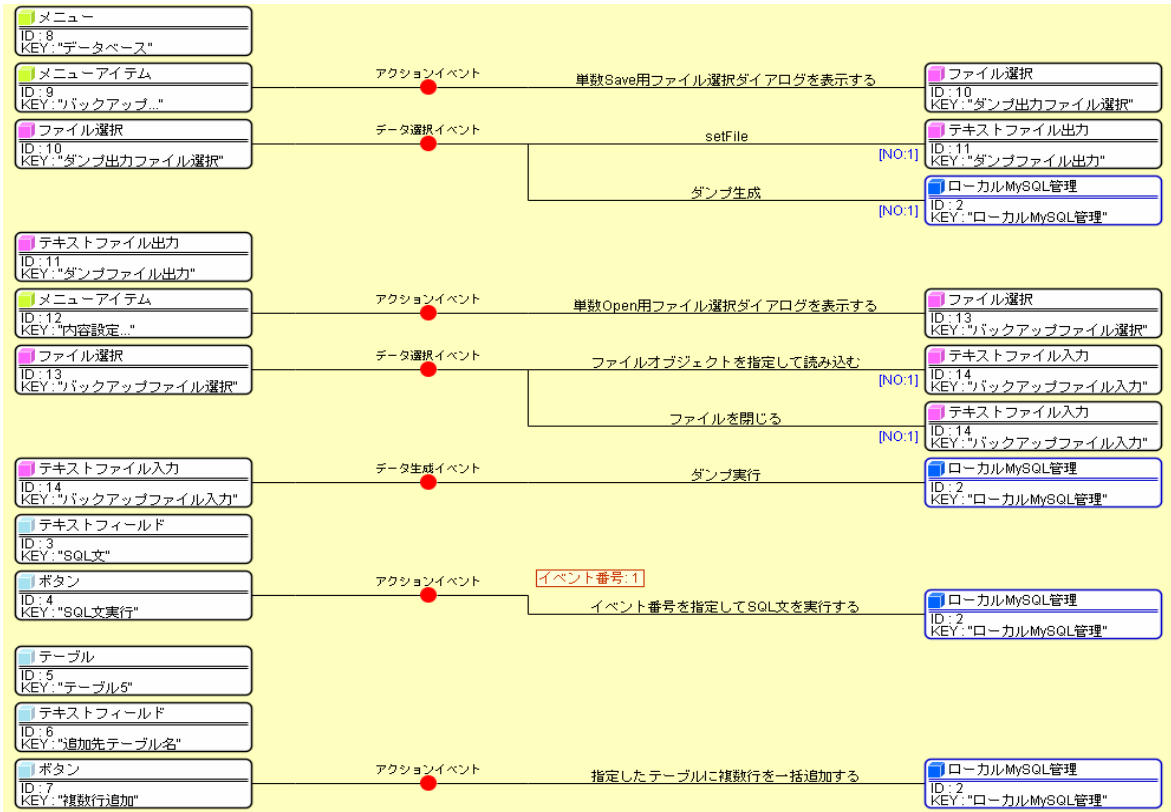 メニュー
ID : 8
KEY : "データベース"
メニューアイテム
ID : 9
KEY : "バックアップ..."
アクションイベント
単数Save用ファイル選択ダイアログを表示する
ファイル選択
ID : 10
KEY : "ダンプ出力ファイル選択"
ファイル選択
ID : 10
KEY : "ダンプ出力ファイル選択"
データ選択イベント
setFile
[NO:1]
テキストファイル出力
ID : 11
KEY : "ダンプファイル出力"
ダンプ生成
[NO:1]
ローカルMySQL管理
ID : 2
KEY : "ローカルMySQL管理"
テキストファイル出力
ID : 11
KEY : "ダンプファイル出力"
メニューアイテム
ID : 12
KEY : "内容設定..."
アクションイベント
単数Open用ファイル選択ダイアログを表示する
ファイル選択
ID : 13
KEY : "バックアップファイル選択"
ファイル選択
ID : 13
KEY : "バックアップファイル選択"
データ選択イベント
ファイルオブジェクトを指定して読み込む
[NO:1]
テキストファイル入力
ID : 14
KEY : "バックアップファイル入力"
ファイルを閉じる
[NO:1]
テキストファイル入力
ID : 14
KEY : "バックアップファイル入力"
テキストファイル入力
ID : 14
KEY : "バックアップファイル入力"
データ生成イベント
ダンプ実行
ローカルMySQL管理
ID : 2
KEY : "ローカルMySQL管理"
テキストフィールド
ID : 3
KEY : "SQL文"
ボタン
ID : 4
KEY : "SQL文実行"
アクションイベント
イベント番号: 1
イベント番号を指定してSQL文を実行する
ローカルMySQL管理
ID : 2
KEY : "ローカルMySQL管理"
テーブル
ID : 5
KEY : "テーブル5"
テキストフィールド
ID : 6
KEY : "追加先テーブル名"
ボタン
ID : 7
KEY : "複数行追加"
アクションイベント
指定したテーブルに複数行を一括追加する
ローカルMySQL管理
ID : 2
KEY : "ローカルMySQL管理"